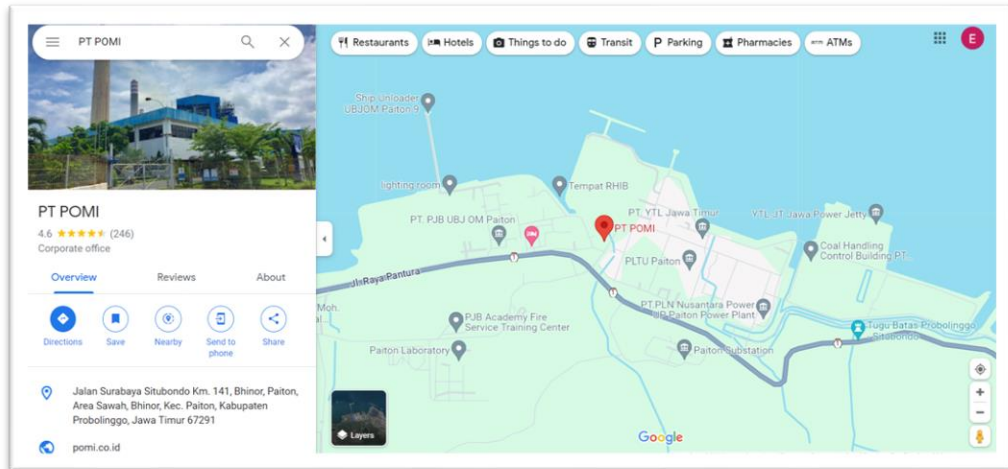 PT POMI
Restaurants
Hotels
Things to do
Transit
Parking
Pharmacies
ATMs
E
PT POMI
4.6 (246)
Corporate office
Overview
Reviews
About
Directions
Save
Nearby
Send to
phone
Share
Jalan Surabaya Situbondo Km. 141, Bhinor, Paiton,
Area Sawah, Bhinor, Kec. Paiton, Kabupaten
Probolinggo, Jawa Timur 67291
pomi.co.id
Ship Unloader
UBJOM Paiton 9
lighting room
Tempat RHIB
PT. PJB UBJ OM Paiton
PT POMI
PT. YTL Jawa Timur
YTL JT Jawa Power Jetty
Coal Handling
Control Building PT...
PLTU Paiton
1
Jl. Raya Pantura
1
PT PLN Nusantara Power
UP Paiton Power Plant
Moh.
PJB Academy Fire
Service Training Center
Tugu Batas Probolinggo
Situbondo
1
Paiton Laboratory
Paiton Substation
Layers
Google